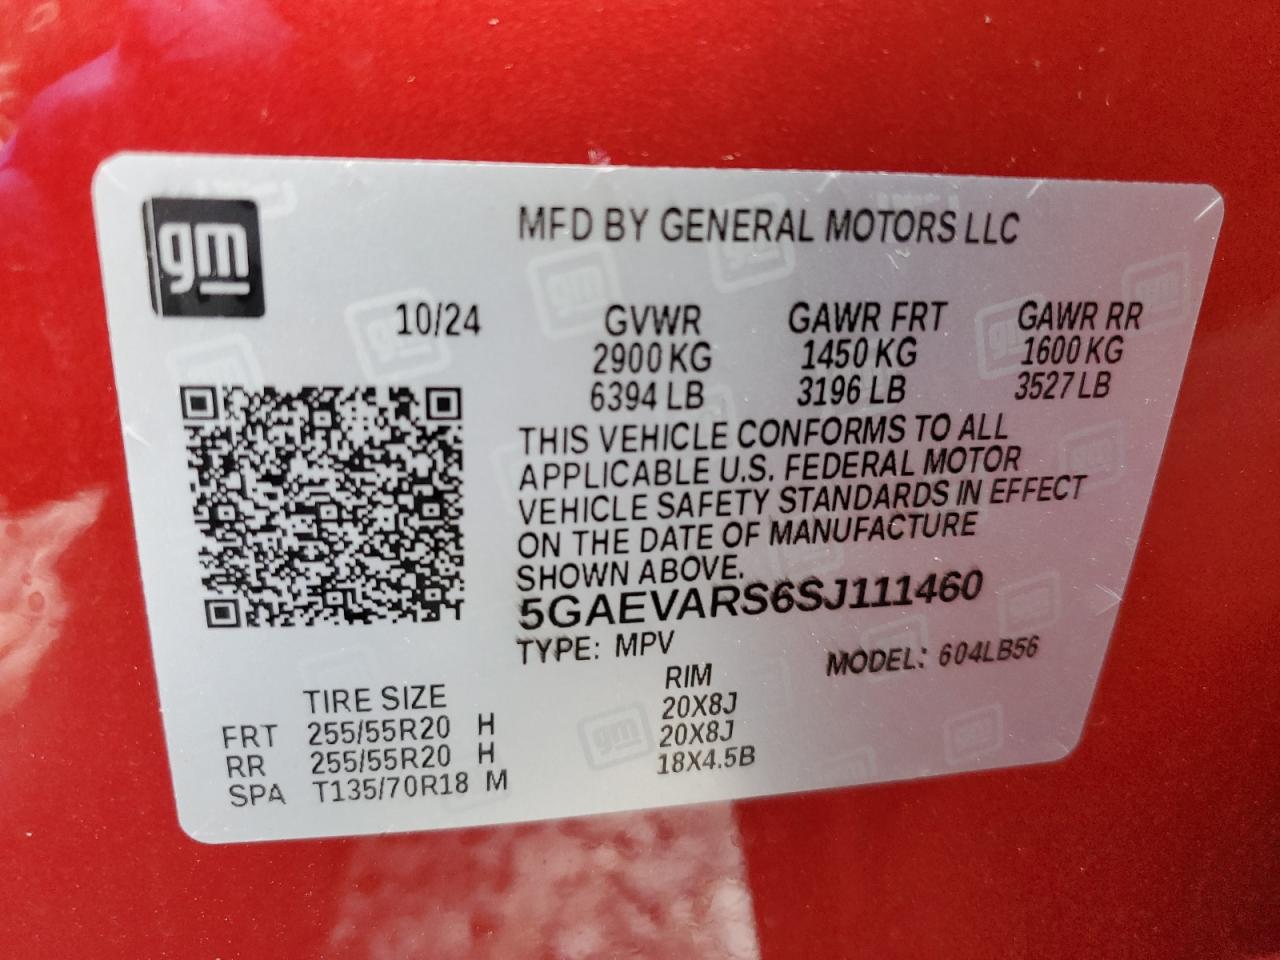 gm
MFD BY GENERAL MOTORS LLC
10/24 GVWR GAWR FRT GAWR RR
2900 KG 1450 KG 1600 KG
6394 LB 3196 LB 3527 LB
THIS VEHICLE CONFORMS TO ALL
APPLICABLE U.S. FEDERAL MOTOR
VEHICLE SAFETY STANDARDS IN EFFECT
ON THE DATE OF MANUFACTURE
SHOWN ABOVE.
5GAEVARS6SJ111460
TYPE: MPV MODEL: 604LB56
TIRE SIZE RIM
FRT 255/55R20 H 20X8J
RR 255/55R20 H 20X8J
SPA T135/70R18 M 18X4.5B